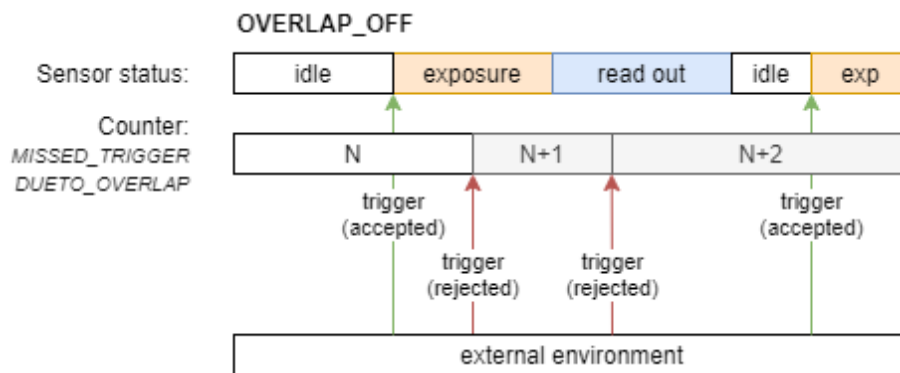 OVERLAP_OFF
Sensor status:
idle
exposure
read out
idle
exp
Counter:
MISSED_TRIGGER
DUETO_OVERLAP
N
N+1
N+2
trigger
(accepted)
trigger
(rejected)
trigger
(rejected)
trigger
(accepted)
external environment